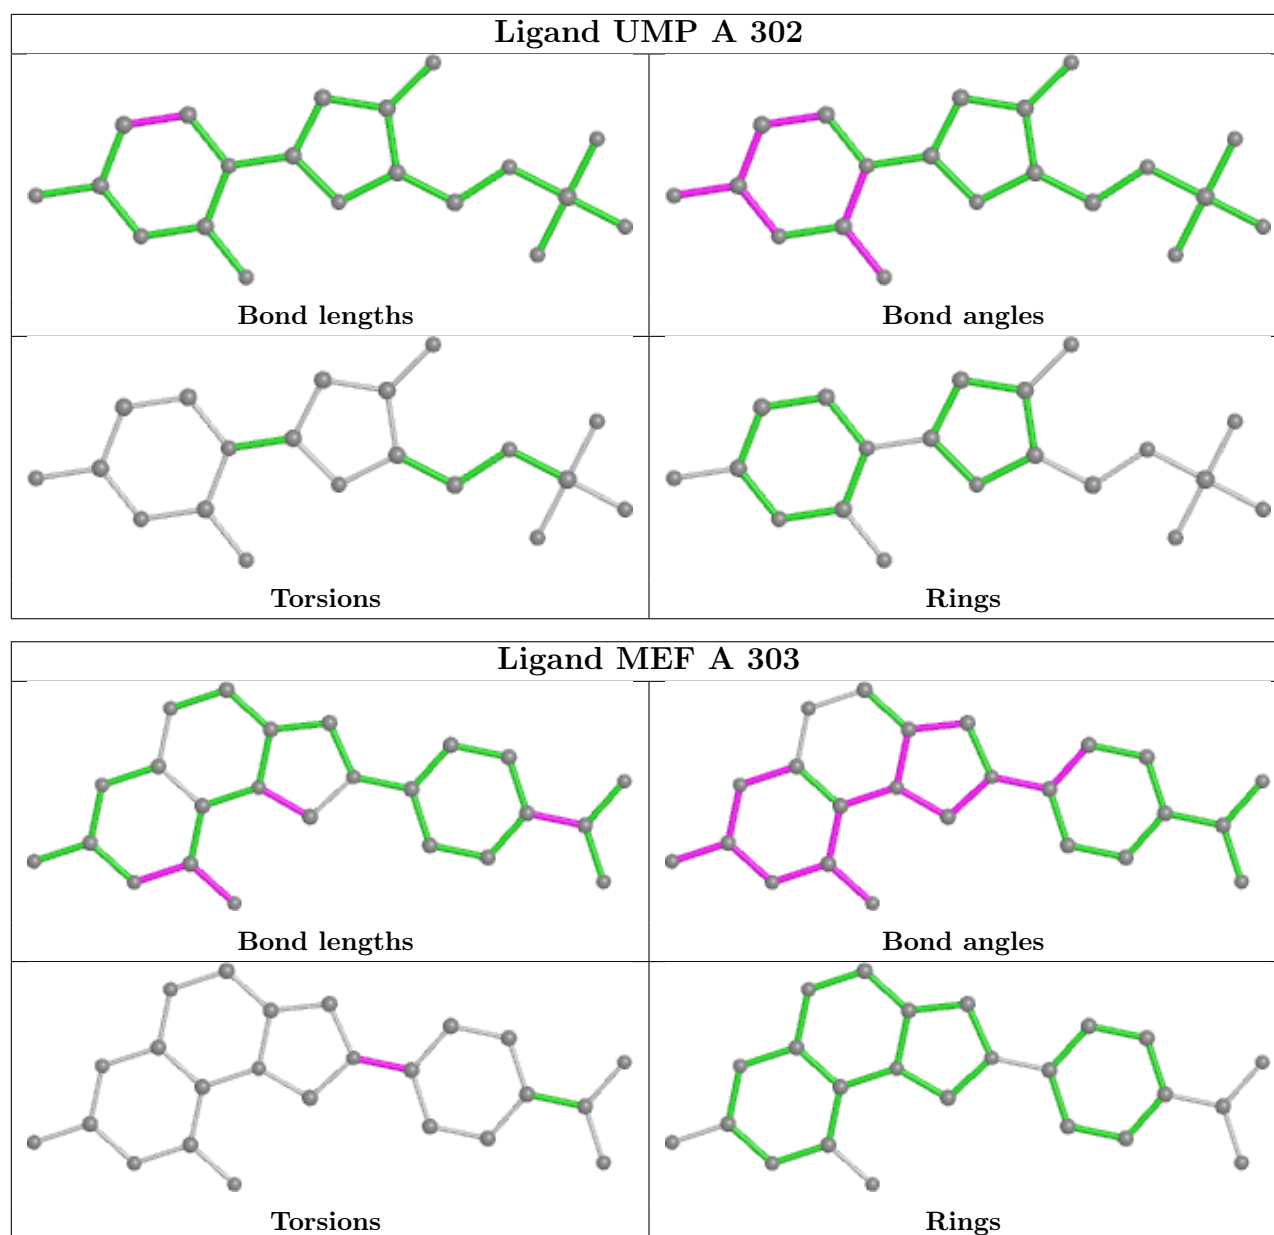 Ligand UMP A 302
Bond lengths
Bond angles
Torsions
Rings
Ligand MEF A 303
Bond lengths
Bond angles
Torsions
Rings